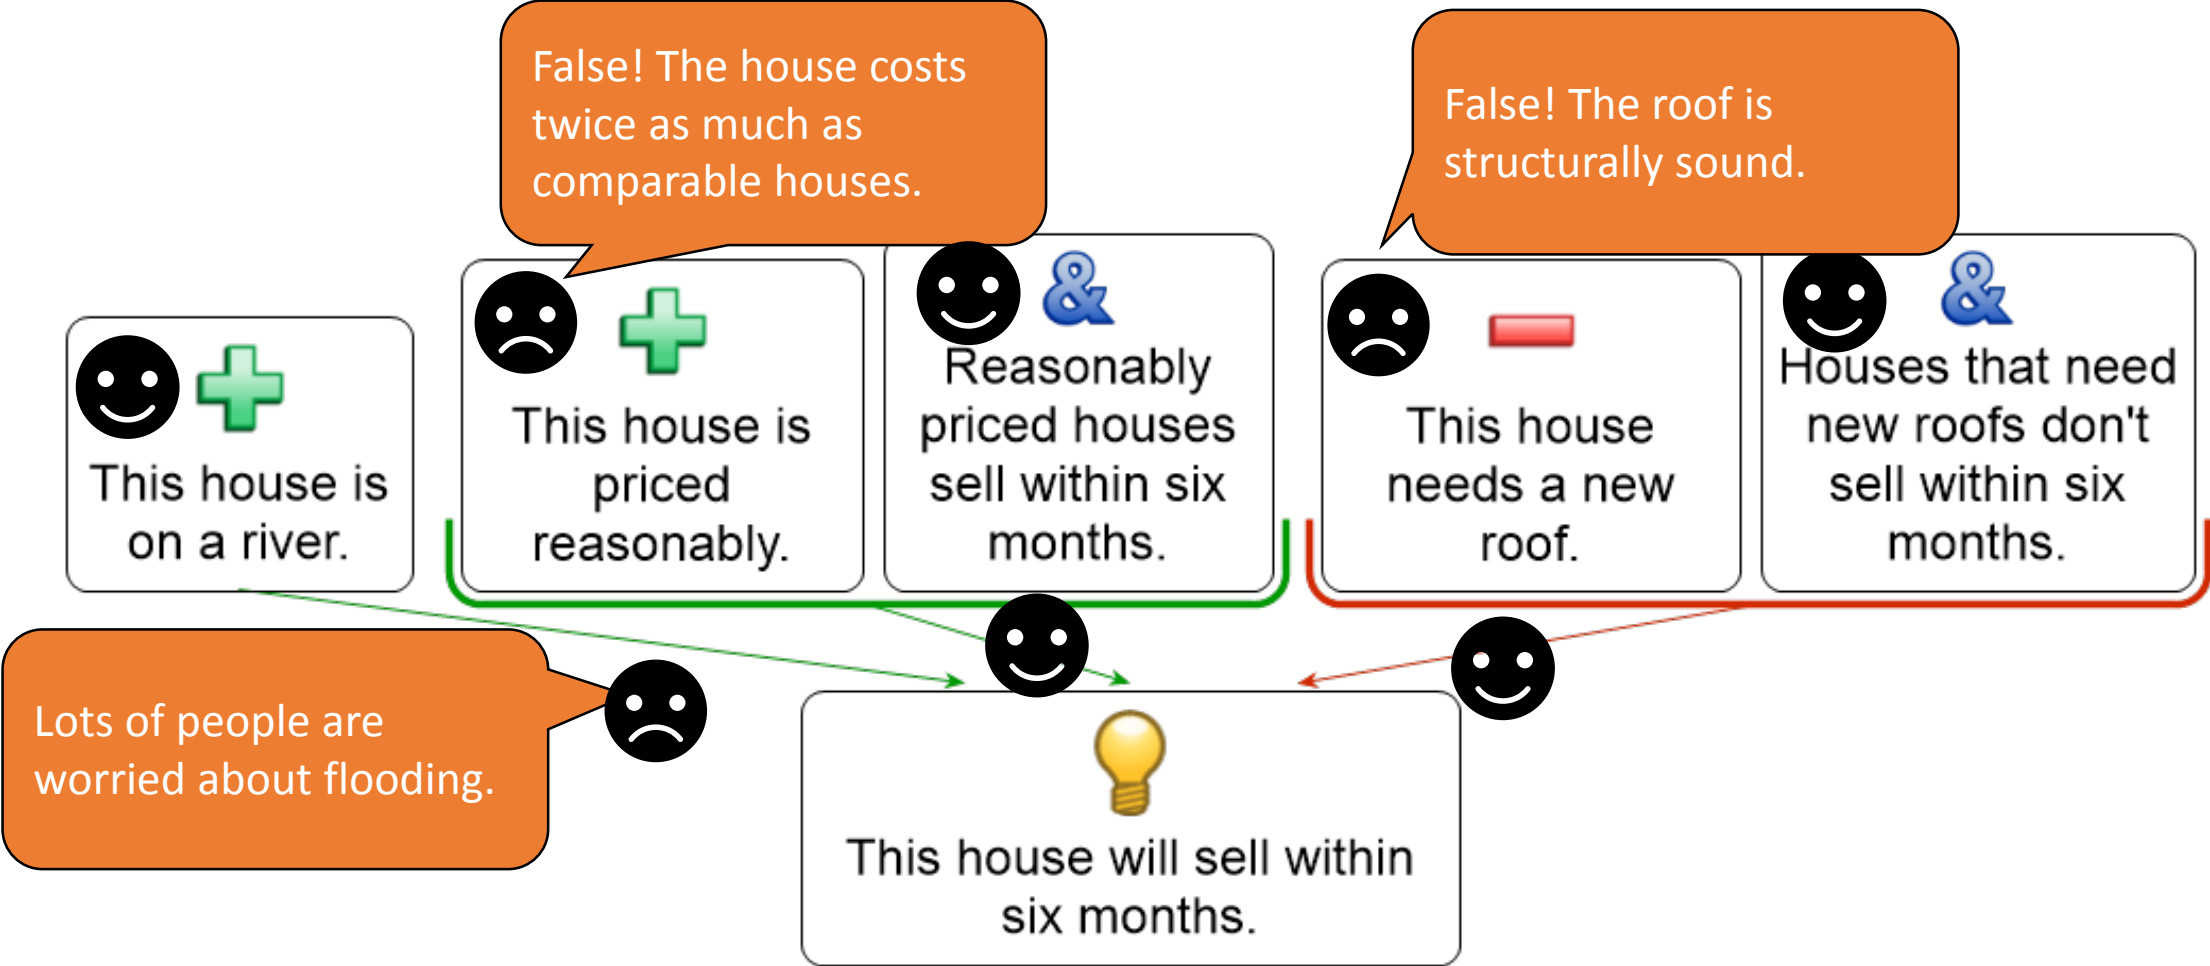 False! The house costs
twice as much as
comparable houses.
False! The roof is
structurally sound.
This house is
on a river.
This house is
priced
reasonably.
&
Reasonably
priced houses
sell within six
months.
This house
needs a new
roof.
&
Houses that need
new roofs don't
sell within six
months.
Lots of people are
worried about flooding.
This house will sell within
six months.